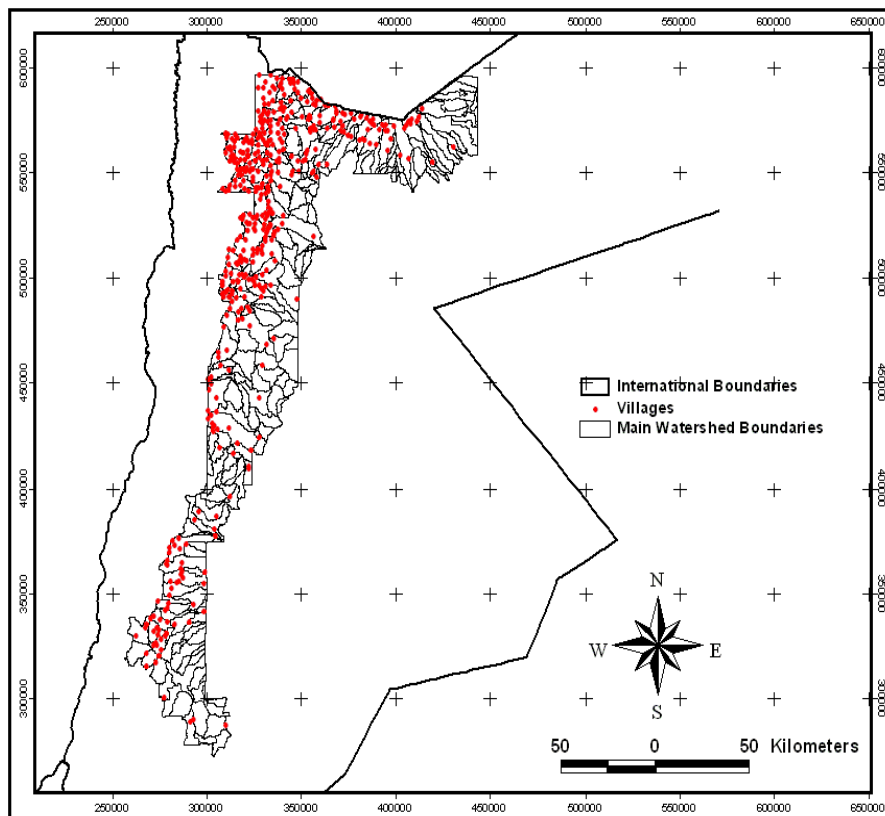 250000 300000 350000 400000 450000 500000 550000 600000 650000
600000
550000
500000
450000
International Boundaries
Villages
Main Watershed Boundaries
400000
350000
N
W E
S
300000
50 0 50 Kilometers
250000 300000 350000 400000 450000 500000 550000 600000 650000